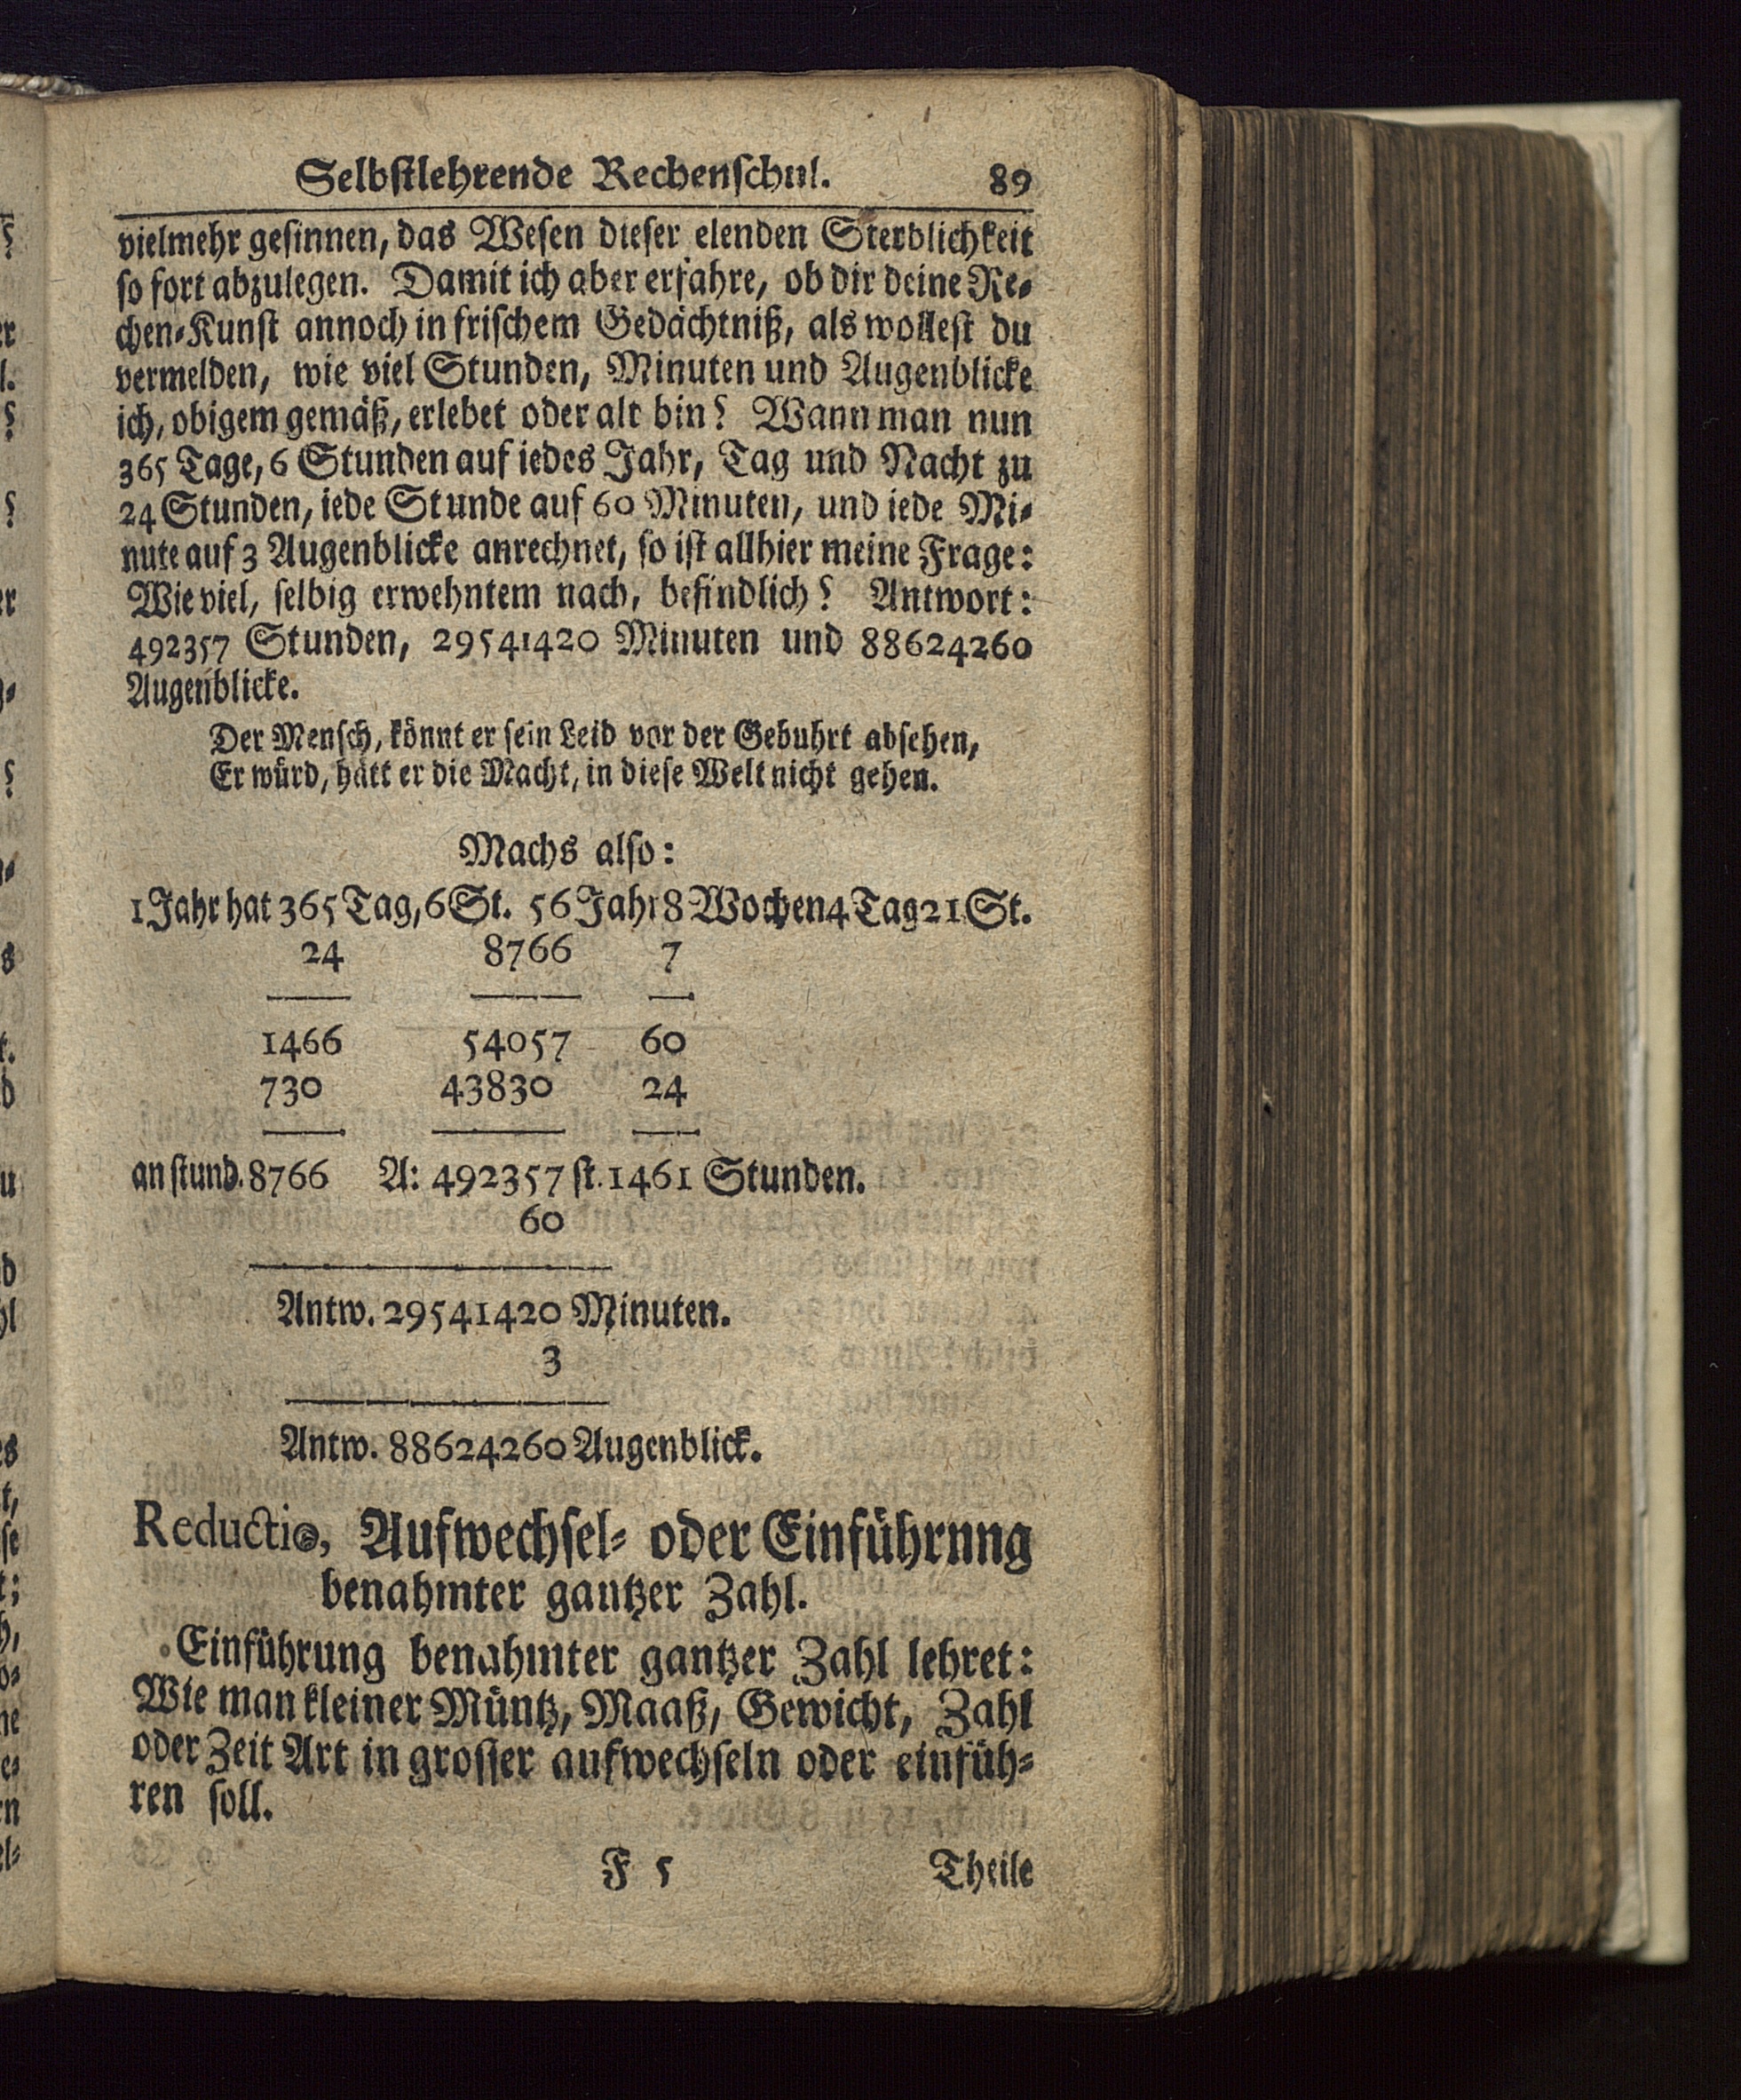 Selbstlehrende Rechenschul. 89
vielmehr gesinnen, das Wesen dieser elenden Sterblichkeit
so fort abzulegen. Damit ich aber erfahre, ob dir deine Re-
chen-Kunst annoch in frischem Gedächtniß, als wollest du
vermelden, wie viel Stunden, Minuten und Augenblicke
ich, obigem gemäß, erlebet oder alt bin? Wann man nun
365 Tage, 6 Stunden auf iedes Jahr, Tag und Nacht zu
24 Stunden, iede Stunde auf 60 Minuten, und iede Mi-
nute auf 3 Augenblicke anrechnet, so ist allhier meine Frage:
Wie viel, selbig erwehntem nach, befindlich? Antwort:
492357 Stunden, 29541420 Minuten und 88624260
Augenblicke.
Der Mensch, könnt er sein Leid vor der Gebuhrt absehen,
Er würd, hätt er die Macht, in diese Welt nicht gehen.
Machs also:
1 Jahr hat 365 Tag, 6 St. 56 Jahr 8 Wochen 4 Tag 21 St.
24 8766 7
1466 54057 60
730 43830 24
an stund. 8766 A: 492357 st. 1461 Stunden.
60
Antw. 29541420 Minuten.
3
Antw. 88624260 Augenblick.
Reductio, Aufwechsel- oder Einführnng
benahmter gantzer Zahl.
Einführung benahmter gantzer Zahl lehret:
Wie man kleiner Müntz, Maaß, Gewicht, Zahl
oder Zeit Art in grosser aufwechseln oder einfüh-
ren soll.
F 5 Theile